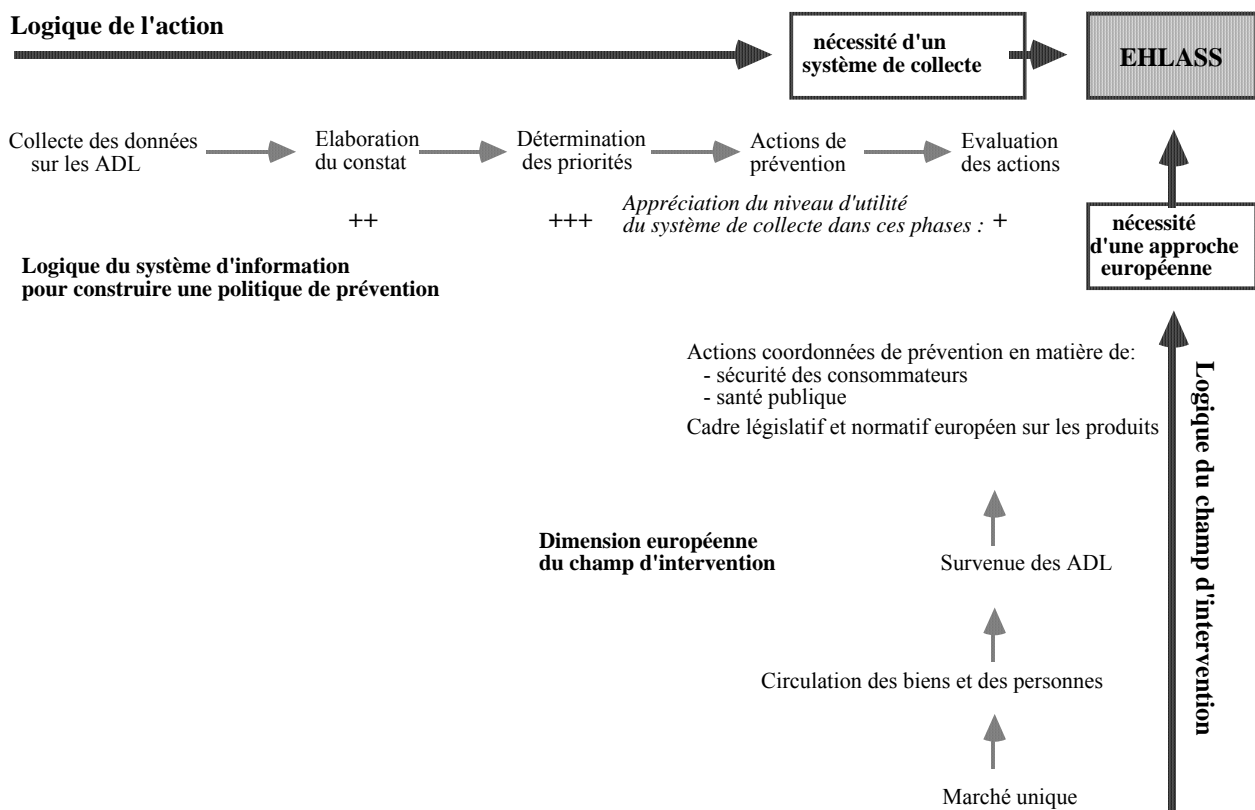 Logique de l'action
nécessité d'un
système de collecte
EHLASS
Collecte des données
sur les ADL
Elaboration
du constat
Détermination
des priorités
Actions de
prévention
Evaluation
des actions
++
+++
Appréciation du niveau d'utilité
du système de collecte dans ces phases :
+
nécessité
d'une approche
européenne
Logique du système d'information
pour construire une politique de prévention
Actions coordonnées de prévention en matière de:
- sécurité des consommateurs
- santé publique
Cadre législatif et normatif européen sur les produits
Logique du champ d'intervention
Dimension européenne
du champ d'intervention
Survenue des ADL
Circulation des biens et des personnes
Marché unique